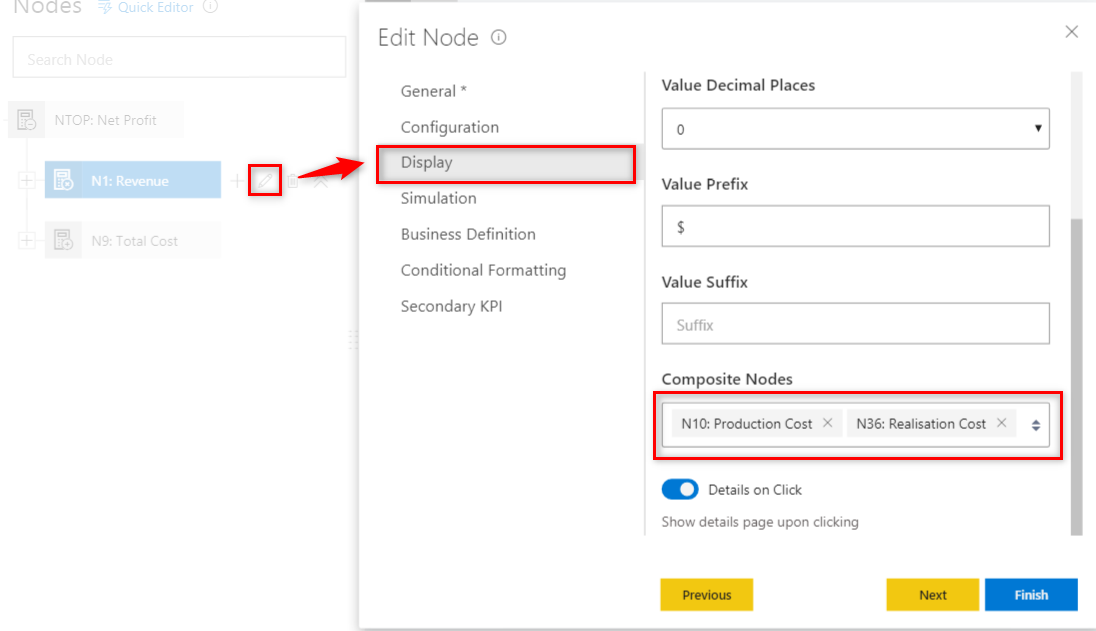 Nodes Quick Editor
Search Node
NTOP: Net Profit
N1: Revenue
N9: Total Cost
Edit Node
General *
Configuration
Display
Simulation
Business Definition
Conditional Formatting
Secondary KPI
Value Decimal Places
0
Value Prefix
$
Value Suffix
Suffix
Composite Nodes
N10: Production Cost × N36: Realisation Cost ×
Details on Click
Show details page upon clicking
Previous Next Finish